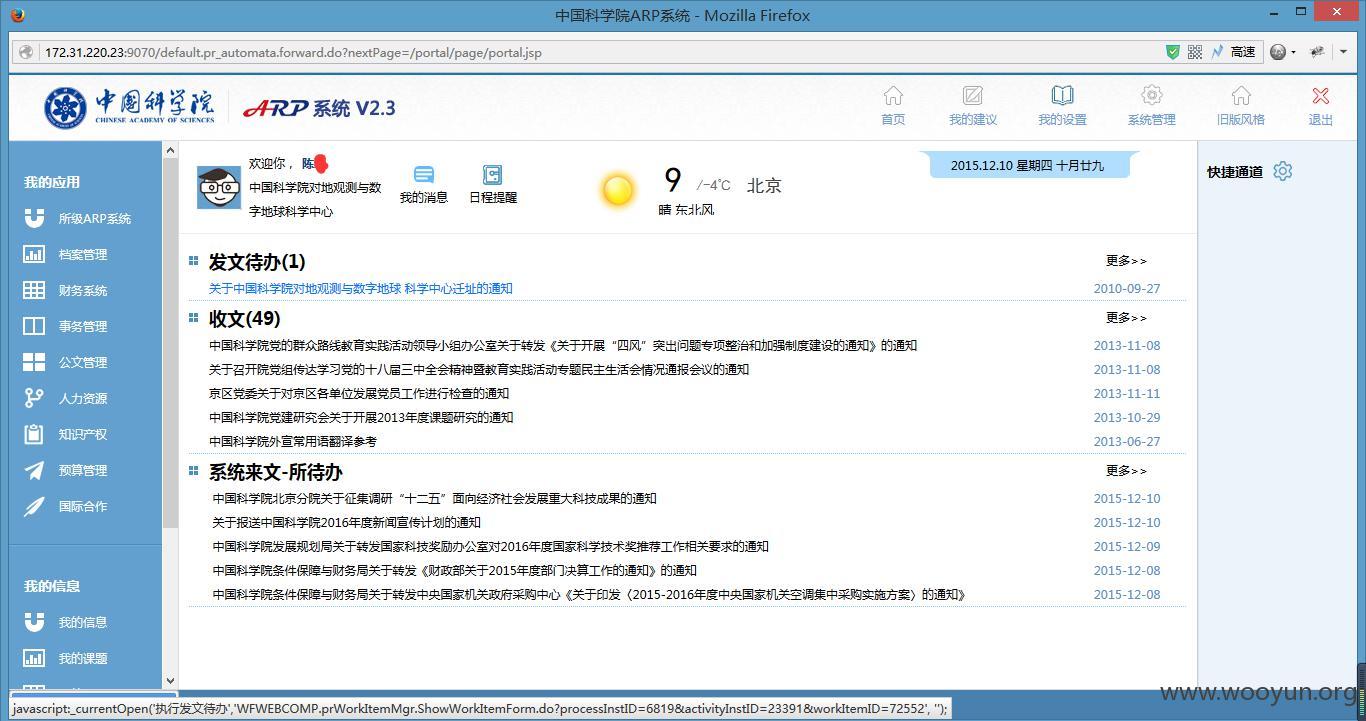 中国科学院ARP系统 - Mozilla Firefox
172.31.220.23:9070/default.pr_automata.forward.do?nextPage=/portal/page/portal.jsp
高速
中国科学院
CHINESE ACADEMY OF SCIENCES
ARP 系统 V2.3
首页
我的建议
我的设置
系统管理
旧版风格
退出
我的应用
所级ARP系统
档案管理
财务系统
事务管理
公文管理
人力资源
知识产权
预算管理
国际合作
我的信息
我的信息
我的课题
欢迎你，陈
中国科学院对地观测与数
字地球科学中心
我的消息
日程提醒
9 /-4℃ 北京
晴 东北风
2015.12.10 星期四 十月廿九
快捷通道
发文待办(1) 更多>>
关于中国科学院对地观测与数字地球 科学中心迁址的通知 2010-09-27
收文(49) 更多>>
中国科学院党的群众路线教育实践活动领导小组办公室关于转发《关于开展“四风”突出问题专项整治和加强制度建设的通知》的通知 2013-11-08
关于召开院党组传达学习党的十八届三中全会精神暨教育实践活动专题民主生活会情况通报会议的通知 2013-11-08
京区党委关于对京区各单位发展党员工作进行检查的通知 2013-11-11
中国科学院党建研究会关于开展2013年度课题研究的通知 2013-10-29
中国科学院外宣常用语翻译参考 2013-06-27
系统来文-所待办 更多>>
中国科学院北京分院关于征集调研“十二五”面向经济社会发展重大科技成果的通知 2015-12-10
关于报送中国科学院2016年度新闻宣传计划的通知 2015-12-10
中国科学院发展规划局关于转发国家科技奖励办公室对2016年度国家科学技术奖推荐工作相关要求的通知 2015-12-09
中国科学院条件保障与财务局关于转发《财政部关于2015年度部门决算工作的通知》的通知 2015-12-08
中国科学院条件保障与财务局关于转发中央国家机关政府采购中心《关于印发〈2015-2016年度中央国家机关空调集中采购实施方案〉的通知》 2015-12-08
www.wooyun.org
javascript:_currentOpen('执行发文待办','WFWEBCOMP.prWorkItemMgr.ShowWorkItemForm.do?processInstID=6819&activityInstID=23391&workItemID=72552', '');